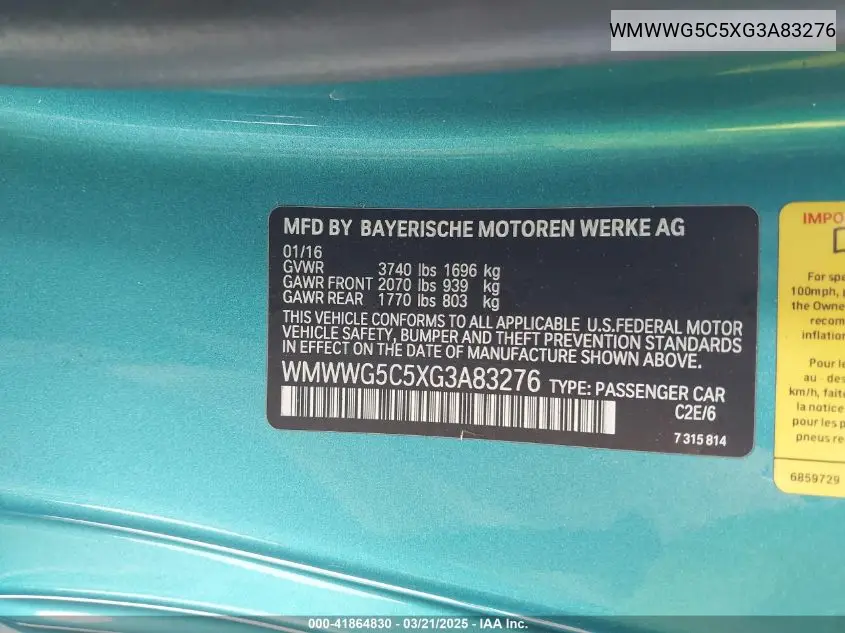 WMWWG5C5XG3A83276
MFD BY BAYERISCHE MOTOREN WERKE AG
01/16
GVWR 3740 lbs 1696 kg
GAWR FRONT 2070 lbs 939 kg
GAWR REAR 1770 lbs 803 kg
THIS VEHICLE CONFORMS TO ALL APPLICABLE U.S.FEDERAL MOTOR
VEHICLE SAFETY, BUMPER AND THEFT PREVENTION STANDARDS
IN EFFECT ON THE DATE OF MANUFACTURE SHOWN ABOVE.
WMWWG5C5XG3A83276 TYPE: PASSENGER CAR
C2E/6
7 315 814
IMPO
For spe
100mph, p
the Owne
recom
inflation
Pour le
au - des
km/h, faite
la notice
pour les p
pneus re
6859729
000-41864830 - 03/21/2025 - IAA Inc.